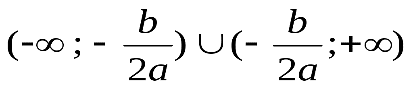 (-∞ ; - b/2a) ∪ (- b/2a ;+∞)